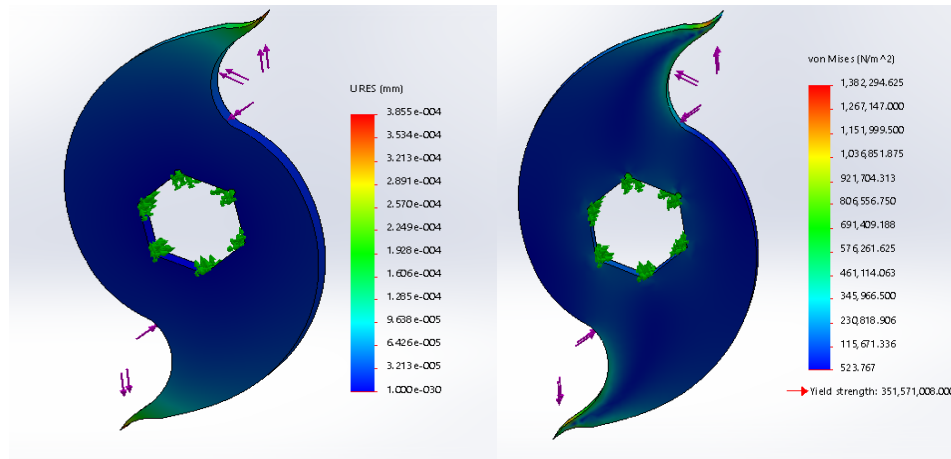 URES (mm)
3.855e-004
3.534e-004
3.213e-004
2.891e-004
2.570e-004
2.249e-004
1.928e-004
1.606e-004
1.285e-004
9.638e-005
6.426e-005
3.213e-005
1.000e-030
von Mises (N/m^2)
1,382,294.625
1,267,147.000
1,151,999.500
1,036,851.875
921,704.313
806,556.750
691,409.188
576,261.625
461,114.063
345,966.500
230,818.906
115,671.336
523.767
Yield strength: 351,571,008.000